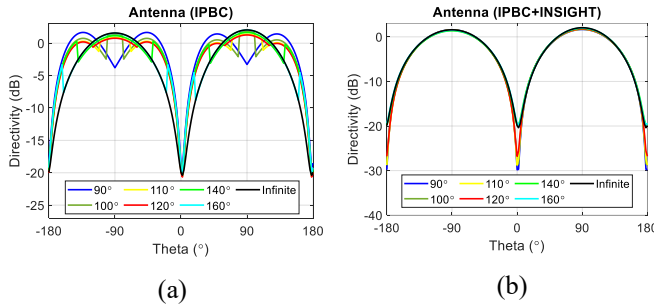 Antenna (IPBC)
Directivity (dB)
0
-5
-10
-15
-20
-25
90° 110° 140° Infinite
100° 120° 160°
-180 -90 0 90 180
Theta (°)
(a)
Antenna (IPBC+INSIGHT)
Directivity (dB)
0
-10
-20
-30
-40
90° 110° 140° Infinite
100° 120° 160°
-180 -90 0 90 180
Theta (°)
(b)